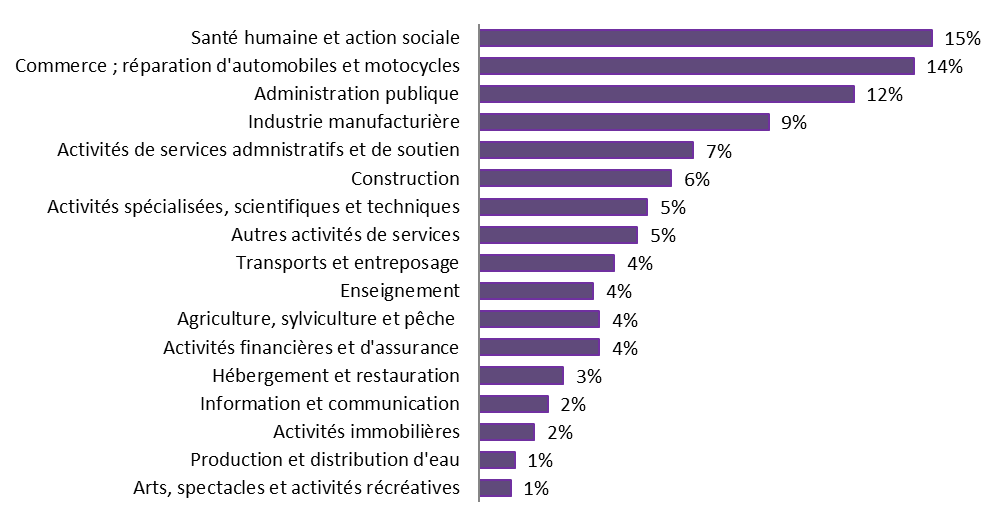 Santé humaine et action sociale 15%
Commerce ; réparation d'automobiles et motocycles 14%
Administration publique 12%
Industrie manufacturière 9%
Activités de services admnistratifs et de soutien 7%
Construction 6%
Activités spécialisées, scientifiques et techniques 5%
Autres activités de services 5%
Transports et entreposage 4%
Enseignement 4%
Agriculture, sylviculture et pêche 4%
Activités financières et d'assurance 4%
Hébergement et restauration 3%
Information et communication 2%
Activités immobilières 2%
Production et distribution d'eau 1%
Arts, spectacles et activités récréatives 1%